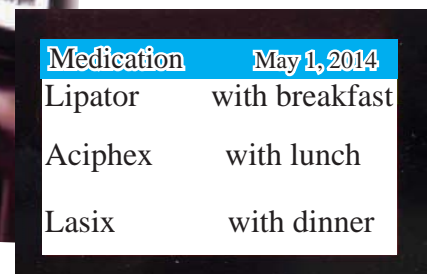 Medication May 1, 2014
Lipator with breakfast
Aciphex with lunch
Lasix with dinner